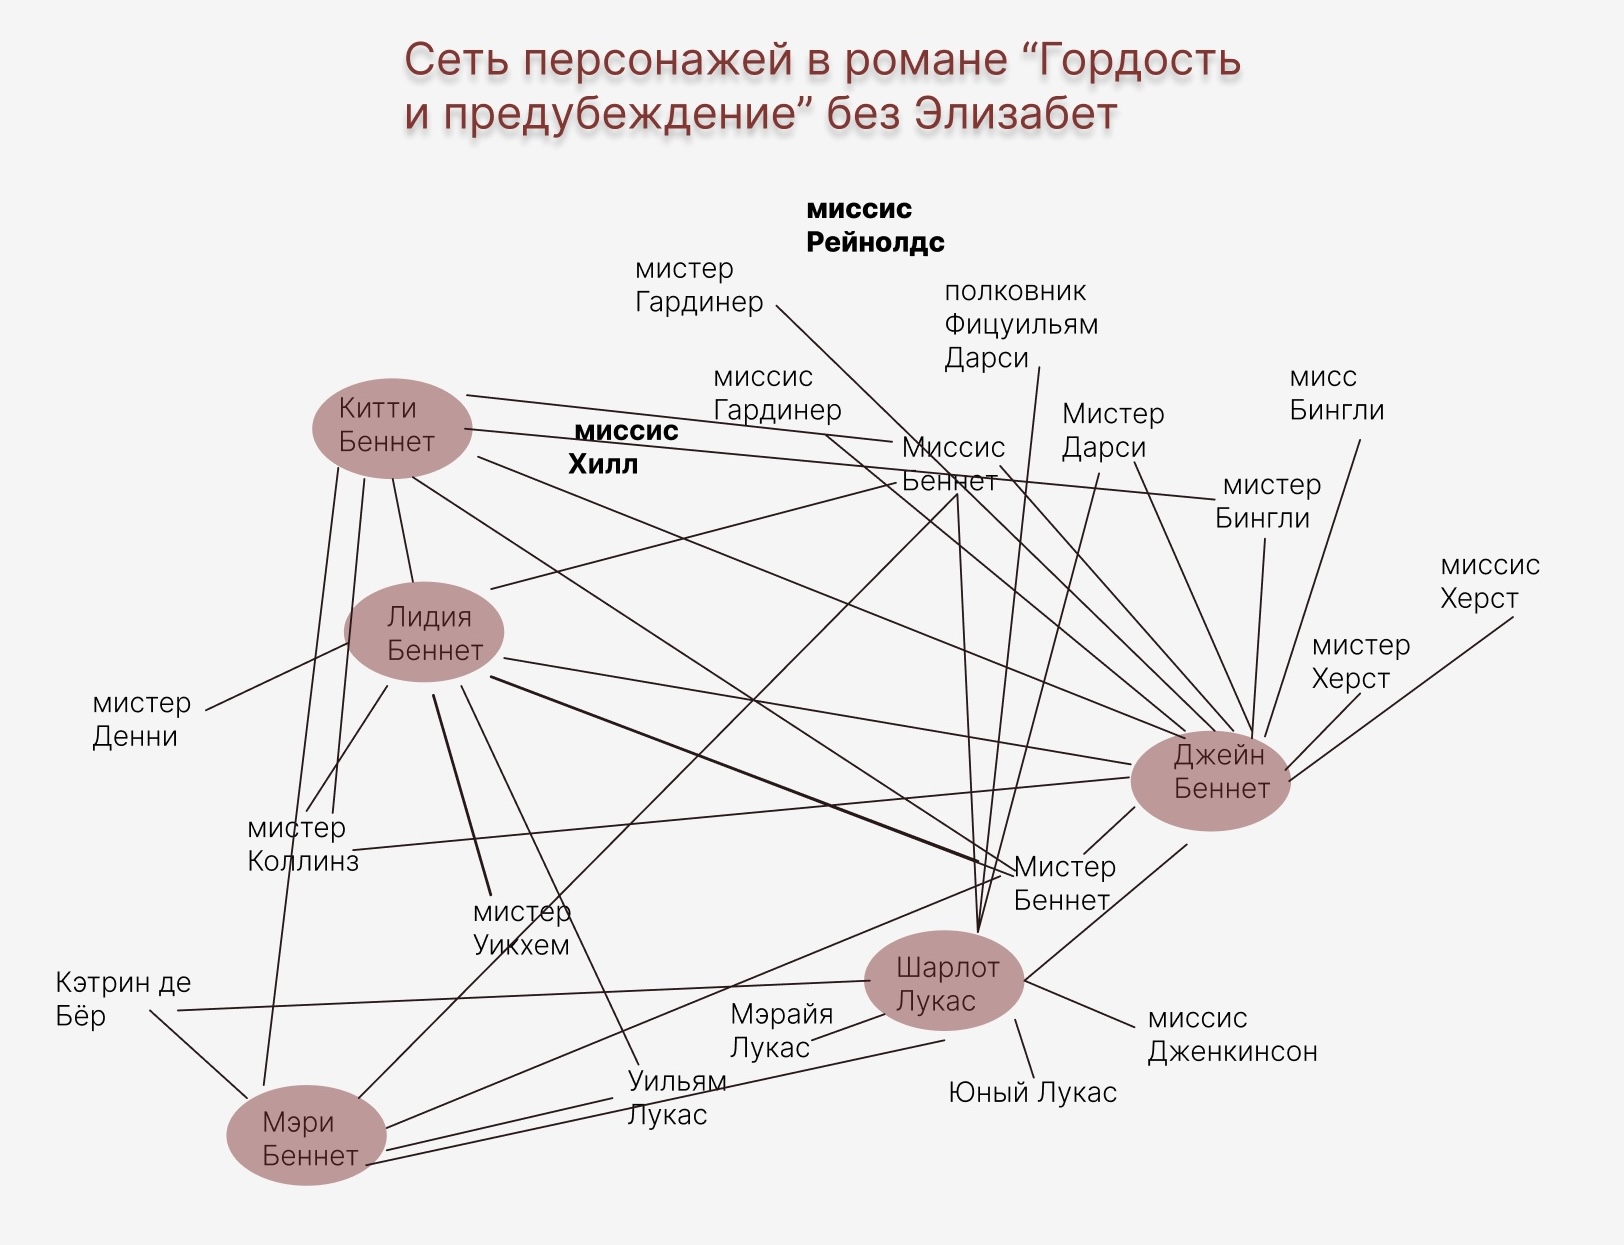 Сеть персонажей в романе “Гордость
и предубеждение” без Элизабет
миссис
Рейнолдс
мистер
Гардинер
полковник
Фицуильям
Дарси
миссис
Гардинер
мисс
Бингли
Китти
Беннет
Мистер
Дарси
миссис
Хилл
Миссис
Беннет
мистер
Бингли
миссис
Херст
Лидия
Беннет
мистер
Херст
мистер
Денни
Джейн
Беннет
мистер
Коллинз
Мистер
Беннет
мистер
Уикхем
Шарлот
Лукас
Кэтрин де
Бёр
Мэрайя
Лукас
миссис
Дженкинсон
Уильям
Лукас
Юный Лукас
Мэри
Беннет